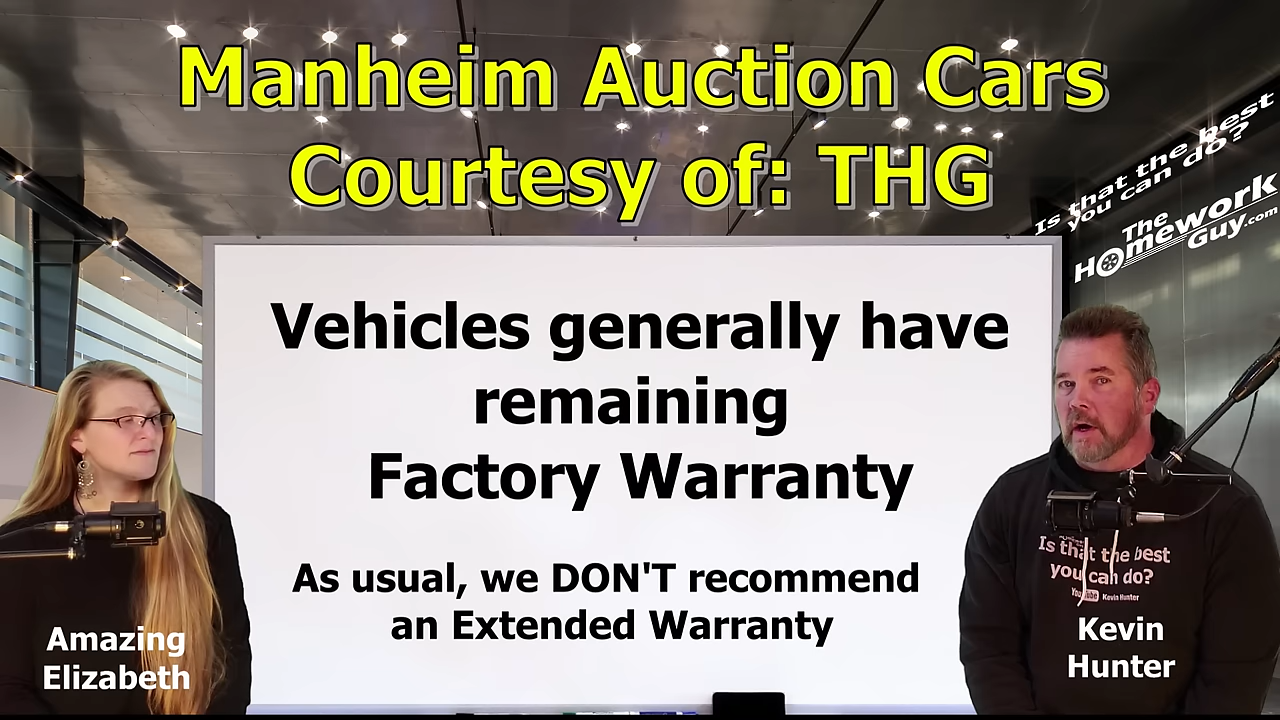 Manheim Auction Cars
Courtesy of: THG
Is that the best
you can do?
The
Homework
Guy.com
Vehicles generally have
remaining
Factory Warranty
As usual, we DON'T recommend
an Extended Warranty
Is that the best
you can do?
YouTube Kevin Hunter
Amazing
Elizabeth
Kevin
Hunter